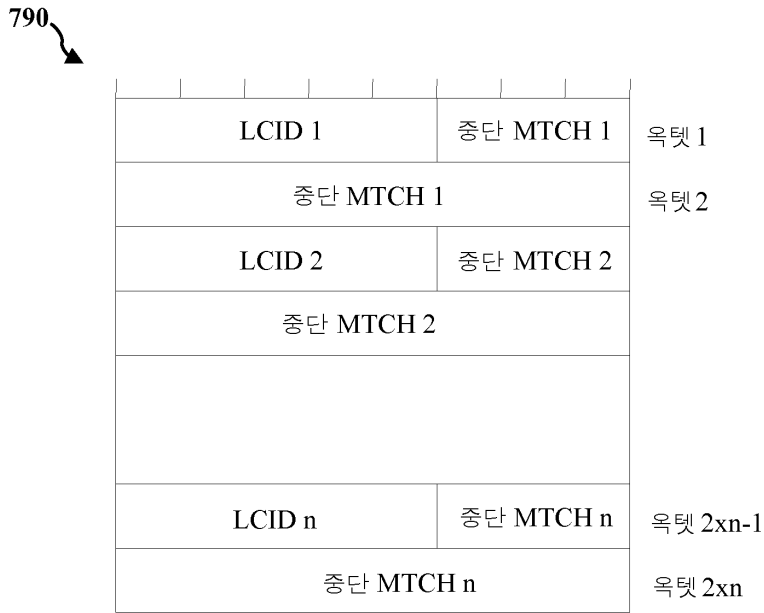 790
LCID 1 중단 MTCH 1 옥텟 1
중단 MTCH 1 옥텟 2
LCID 2 중단 MTCH 2
중단 MTCH 2
LCID n 중단 MTCH n 옥텟 2xn-1
중단 MTCH n 옥텟 2xn